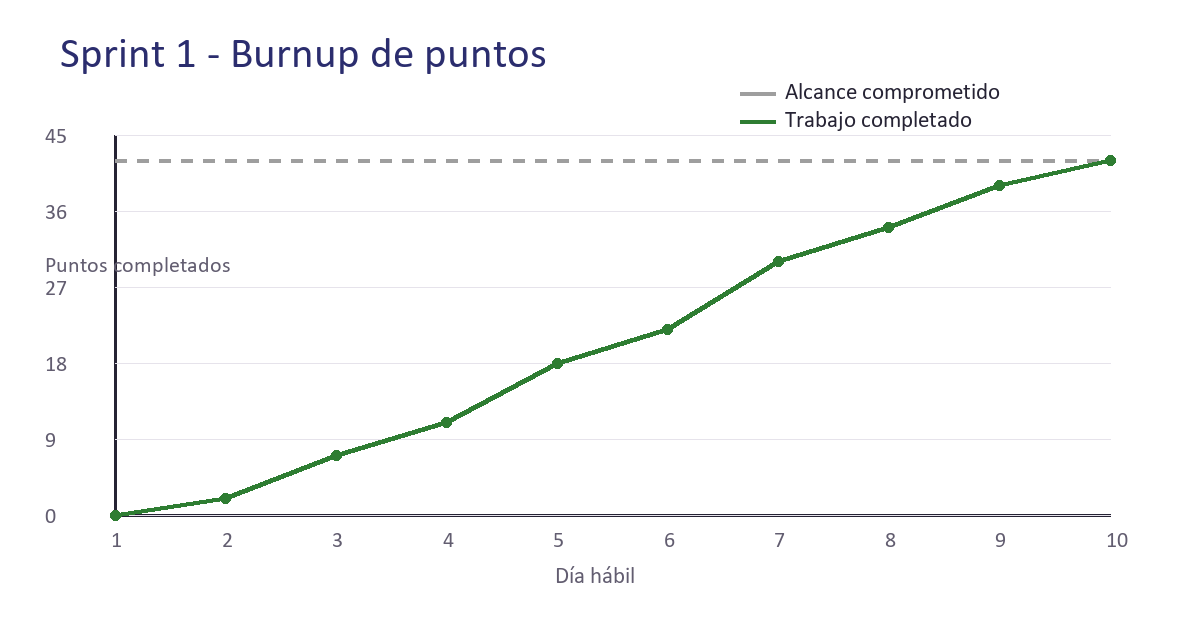 Sprint 1 - Burnup de puntos
Alcance comprometido
Trabajo completado
45
36
Puntos completados
27
18
9
0
1 2 3 4 5 6 7 8 9 10
Día hábil